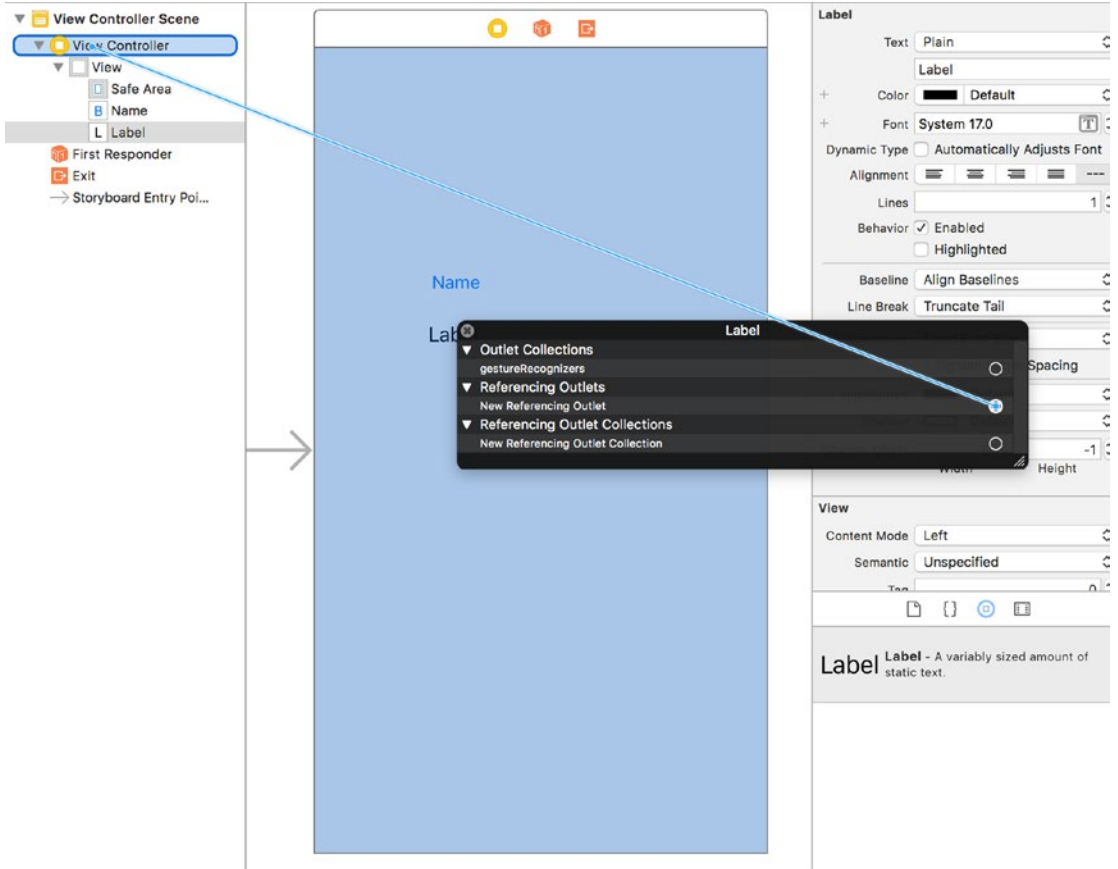 View Controller Scene
View Controller
View
Safe Area
B Name
L Label
First Responder
Exit
Storyboard Entry Poi...
Name
Label
Outlet Collections
gestureRecognizers
Referencing Outlets
New Referencing Outlet
Referencing Outlet Collections
New Referencing Outlet Collection
Label
Text Plain
Label
+ Color Default
+ Font System 17.0 T
Dynamic Type Automatically Adjusts Font
Alignment ---
Lines 1
Behavior Enabled
Highlighted
Baseline Align Baselines
Line Break Truncate Tail
Spacing
-1
Width Height
View
Content Mode Left
Semantic Unspecified
Tag 0
{}
Label Label - A variably sized amount of
static text.